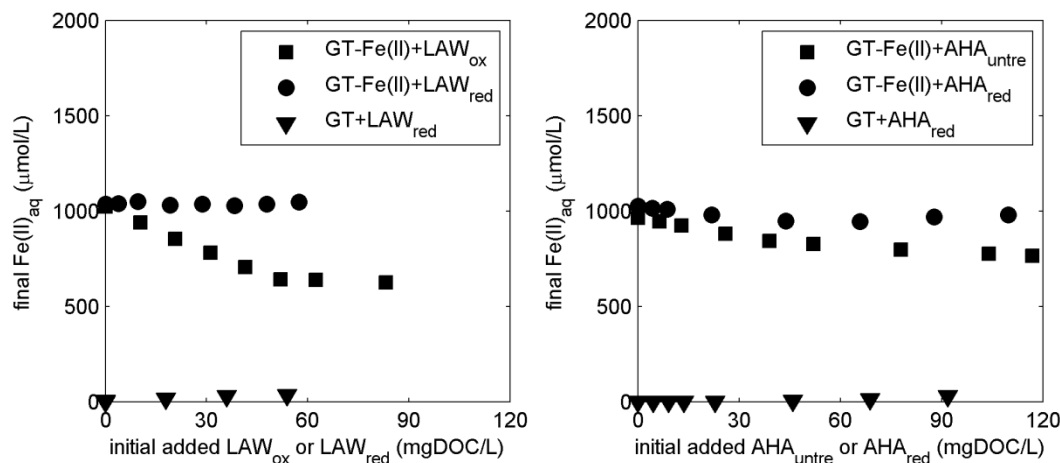 2000
1500
1000
500
0
final Fe(II)aq (μmol/L)
GT-Fe(II)+LAWox
GT-Fe(II)+LAWred
GT+LAWred
0 30 60 90 120
initial added LAWox or LAWred (mgDOC/L)
2000
1500
1000
500
0
final Fe(II)aq (μmol/L)
GT-Fe(II)+AHAuntre
GT-Fe(II)+AHAred
GT+AHAred
0 30 60 90 120
initial added AHAuntre or AHAred (mgDOC/L)